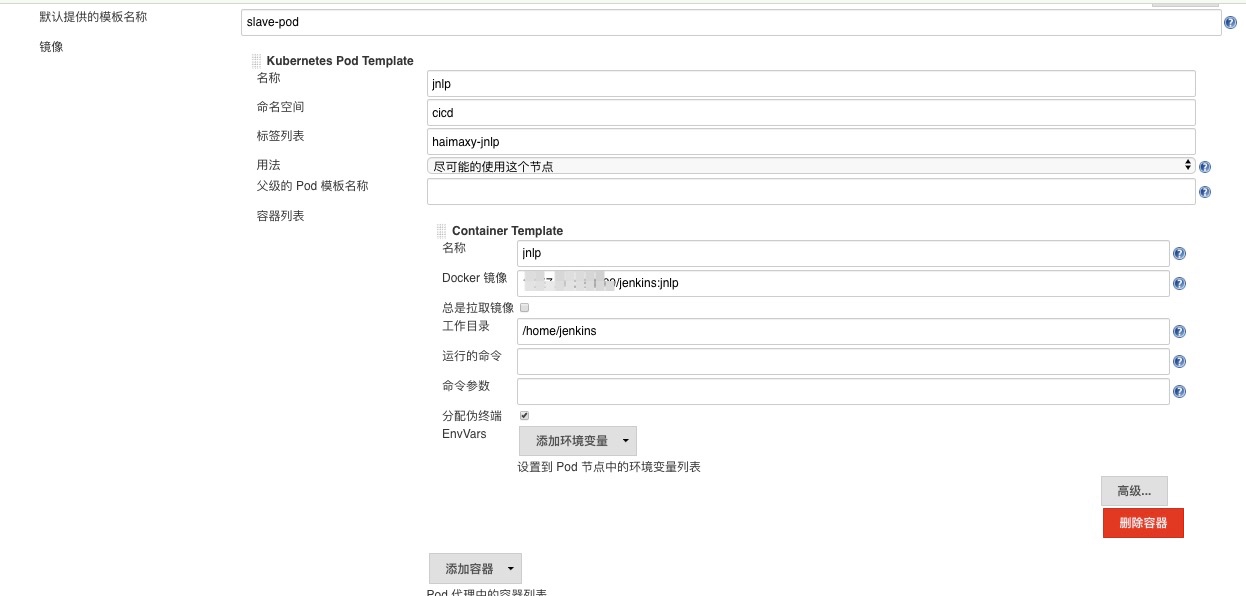 默认提供的模板名称
slave-pod
镜像
Kubernetes Pod Template
名称
jnlp
命名空间
cicd
标签列表
haimaxy-jnlp
用法
尽可能的使用这个节点
父级的 Pod 模板名称
容器列表
Container Template
名称
jnlp
Docker 镜像
/jenkins:jnlp
总是拉取镜像
工作目录
/home/jenkins
运行的命令
命令参数
分配伪终端
EnvVars
添加环境变量
设置到 Pod 节点中的环境变量列表
高级...
删除容器
添加容器
Pod 代理中的容器列表